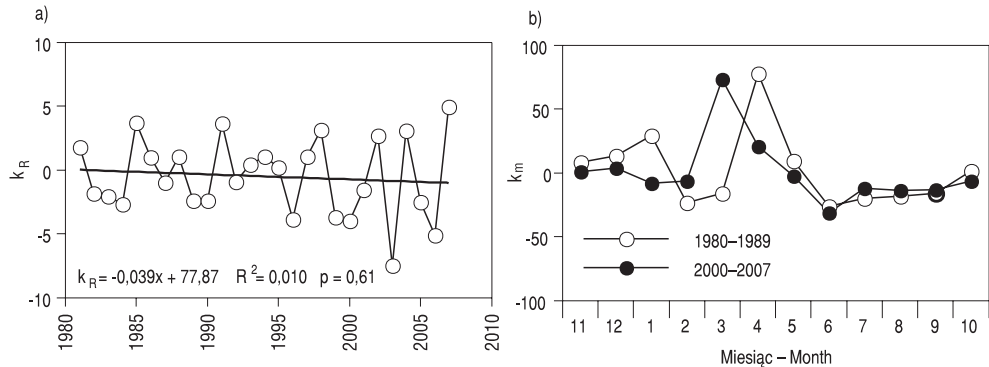 a)
10
5
0
-5
-10
k R
k R = -0,039x + 77,87 R 2 = 0,010 p = 0,61
1980 1985 1990 1995 2000 2005 2010
b)
100
50
0
-50
-100
k m
1980–1989
2000–2007
11 12 1 2 3 4 5 6 7 8 9 10
Miesiąc – Month